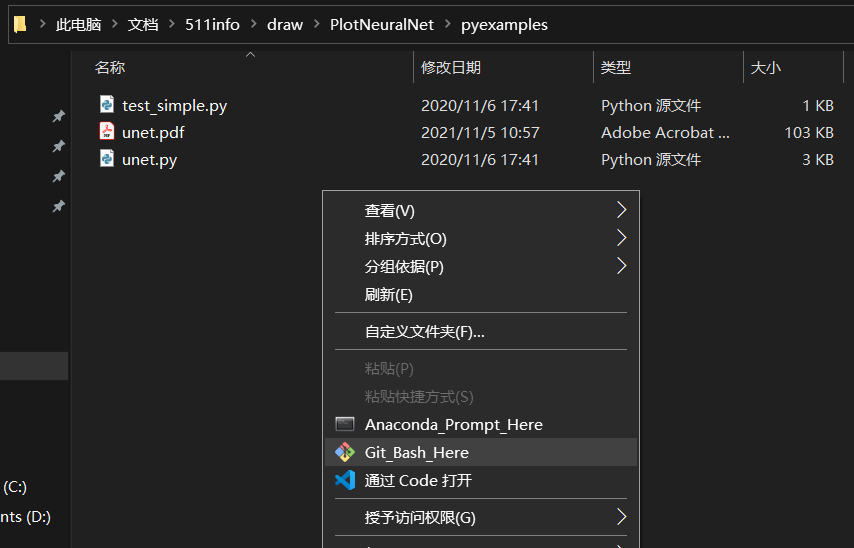 此电脑 文档 511info draw PlotNeuralNet pyexamples
名称 修改日期 类型 大小
test_simple.py 2020/11/6 17:41 Python 源文件 1 KB
unet.pdf 2021/11/5 10:57 Adobe Acrobat ... 103 KB
unet.py 2020/11/6 17:41 Python 源文件 3 KB
查看(V)
排序方式(O)
分组依据(P)
刷新(E)
自定义文件夹(F)...
粘贴(P)
粘贴快捷方式(S)
Anaconda_Prompt_Here
Git_Bash_Here
通过 Code 打开
(C:)
授予访问权限(G)
nts (D:)